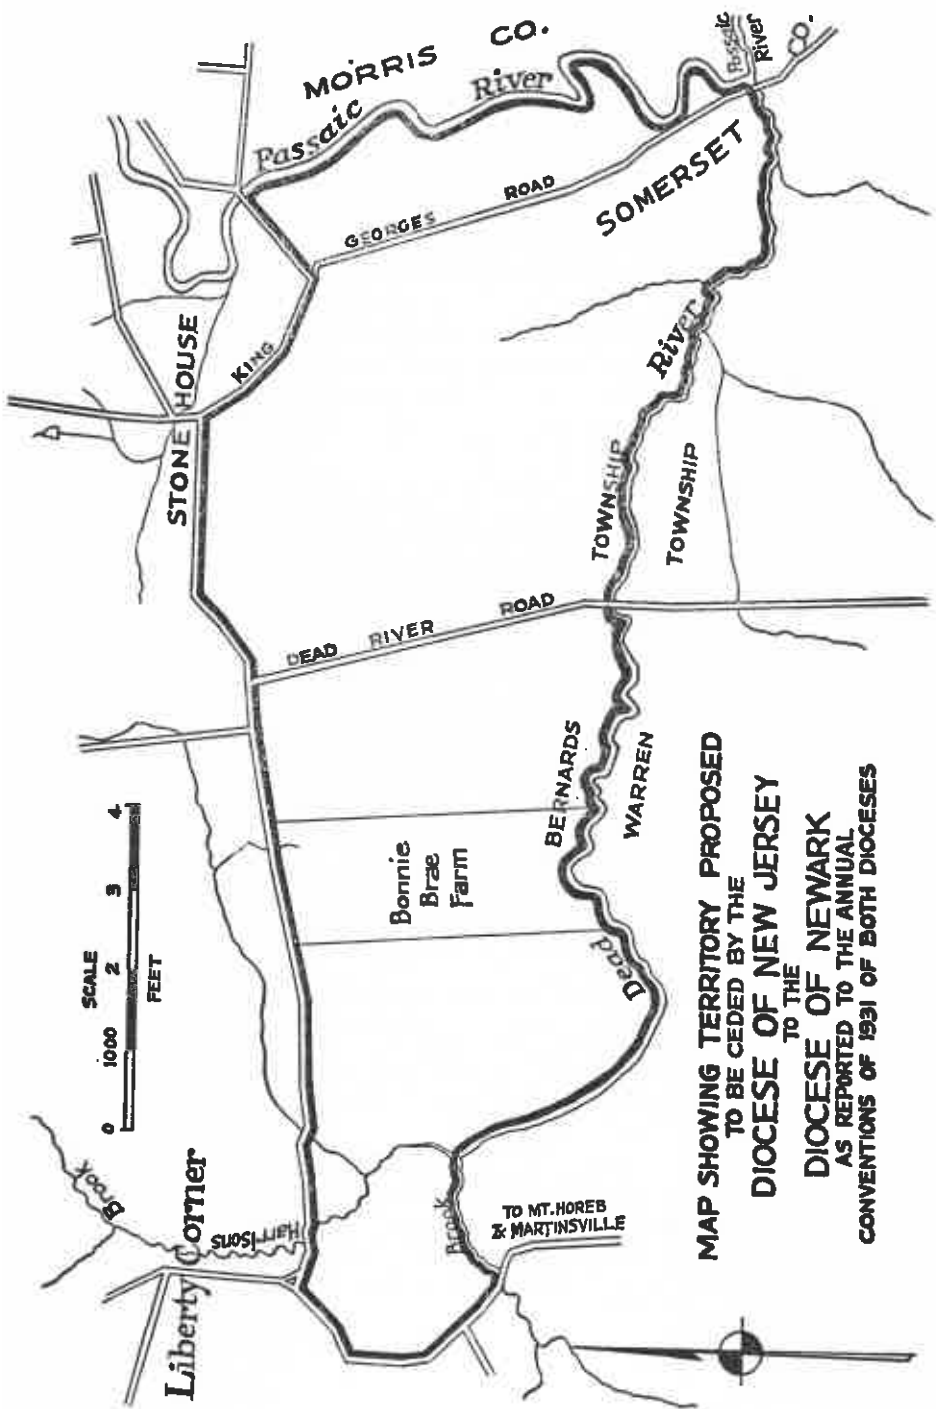 Liberty Corner
Harrisons
Brook
SCALE
0 1000 2 3 4
FEET
STONE HOUSE
KING GEORGES ROAD
Passaic River
MORRIS CO.
SOMERSET CO.
Passaic
River
DEAD RIVER ROAD
Bonnie
Brae
Farm
Brook
TO MT. HOREB
& MARTINSVILLE
Dead River
BERNARDS TOWNSHIP
WARREN TOWNSHIP
MAP SHOWING TERRITORY PROPOSED
TO BE CEDED BY THE
DIOCESE OF NEW JERSEY
TO THE
DIOCESE OF NEWARK
AS REPORTED TO THE ANNUAL
CONVENTIONS OF 1931 OF BOTH DIOCESES